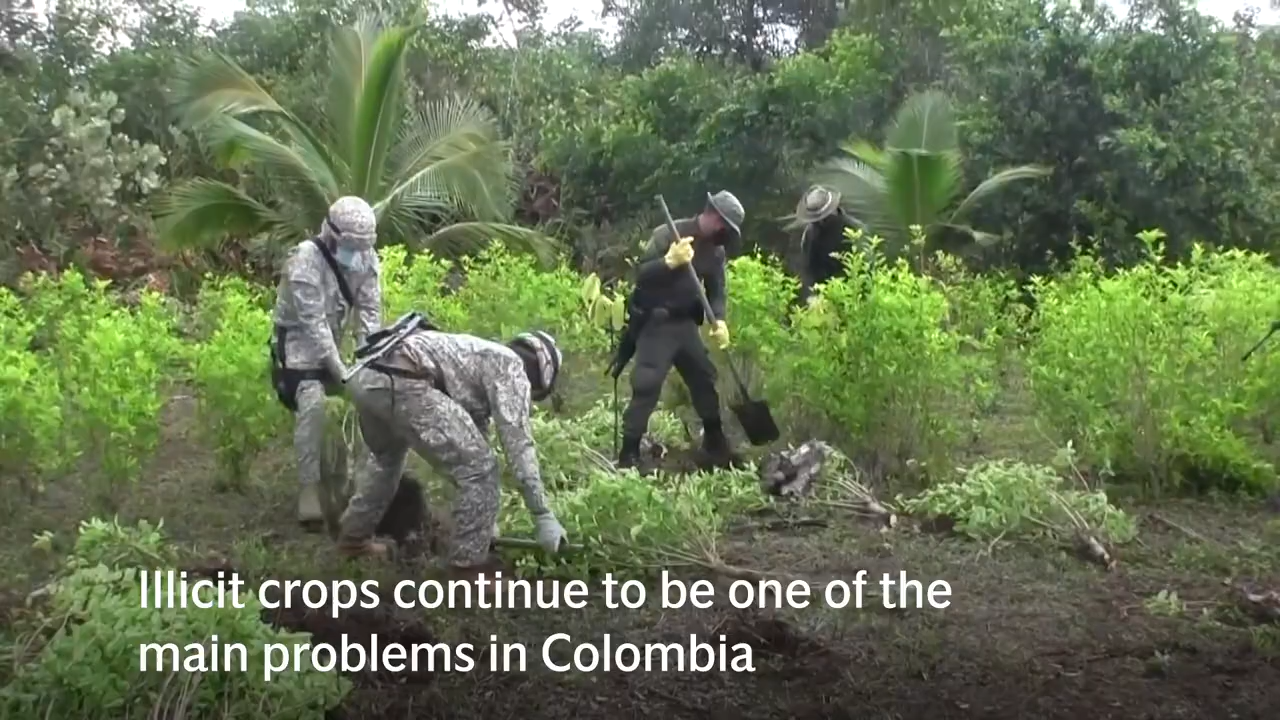 Illicit crops continue to be one of the
main problems in Colombia